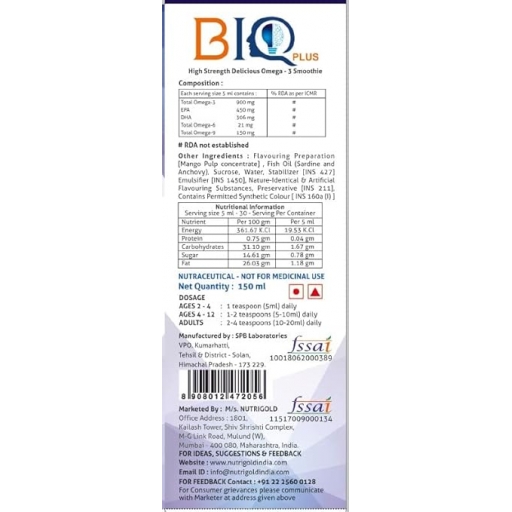 BIQ
PLUS
High Strength Delicious Omega - 3 Smoothie
Composition :
Each serving size 5 ml contains : % RDA as per ICMR
Total Omega-3 900 mg #
EPA 450 mg #
DHA 306 mg #
Total Omega-6 21 mg #
Total Omega-9 150 mg #
# RDA not established
Other Ingredients : Flavouring Preparation
[Mango Pulp concentrate] , Fish Oil (Sardine and
Anchovy), Sucrose, Water, Stabilizer [INS 427]
Emulsifier [INS 1450], Nature-Identical & Artificial
Flavouring Substances, Preservative [INS 211],
Contains Permitted Synthetic Colour [ INS 160a (I) ]
Nutritional Information
Serving size 5 ml - 30 - Serving Per Container
Nutrient Per 100 gm Per 5 ml
Energy 361.67 K.Cl 19.53 K.Cl
Protein 0.75 gm 0.04 gm
Carbohydrates 31.10 gm 1.67 gm
Sugar 14.61 gm 0.78 gm
Fat 26.03 gm 1.18 gm
NUTRACEUTICAL - NOT FOR MEDICINAL USE
Net Quantity : 150 ml
DOSAGE
AGES 2 - 4 : 1 teaspoon (5ml) daily
AGES 4 - 12 : 1-2 teaspoons (5-10ml) daily
ADULTS : 2-4 teaspoons (10-20ml) daily
Manufactured by : SPB Laboratories
VPO, Kumarhatti,
Tehsil & District - Solan,
Himachal Pradesh - 173 229.
fssai
10018062000389
8 908012 472056
Marketed By : M/s. NUTRIGOLD
Office Address : 1801,
Kailash Tower, Shiv Shrishti Complex,
M-G Link Road, Mulund (W),
Mumbai - 400 080, Maharashtra, India.
fssai
11517009000134
FOR IDEAS, SUGGESTIONS & FEEDBACK
Website : www.nutrigoldindia.com
Email ID : info@nutrigoldindia.com
FOR FEEDBACK Contact : +91 22 2560 0128
For Consumer grievances please communicate
with Marketer at address given above